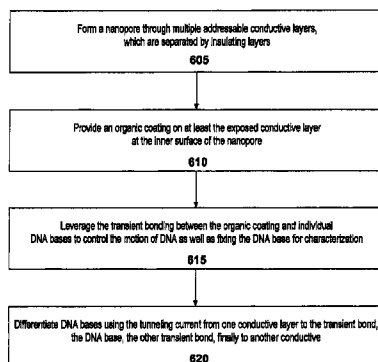 Form a nanopore through multiple addressable conductive layers,
which are separated by insulating layers
605
Provide an organic coating on at least the exposed conductive layer
at the inner surface of the nanopore
610
Leverage the transient bonding between the organic coating and individual
DNA bases to control the motion of DNA as well as fixing the DNA base for characterization
615
Differentiate DNA bases using the tunneling current from one conductive layer to the transient bond,
the DNA base, the other transient bond, finally to another conductive
620